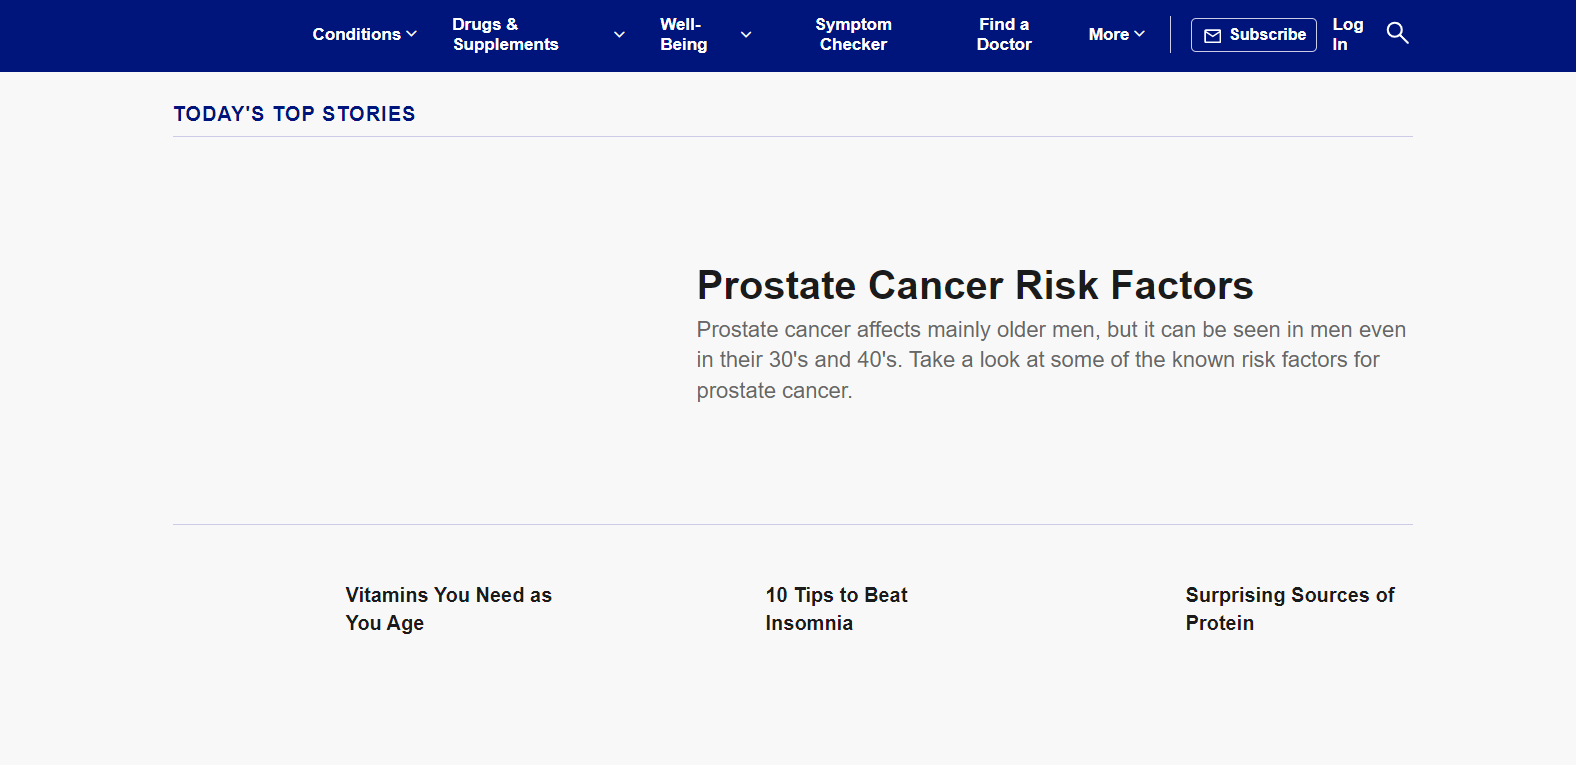 Conditions
Drugs &
Supplements
Well-
Being
Symptom
Checker
Find a
Doctor
More
Subscribe
Log
In
TODAY'S TOP STORIES
Prostate Cancer Risk Factors
Prostate cancer affects mainly older men, but it can be seen in men even
in their 30's and 40's. Take a look at some of the known risk factors for
prostate cancer.
Vitamins You Need as
You Age
10 Tips to Beat
Insomnia
Surprising Sources of
Protein